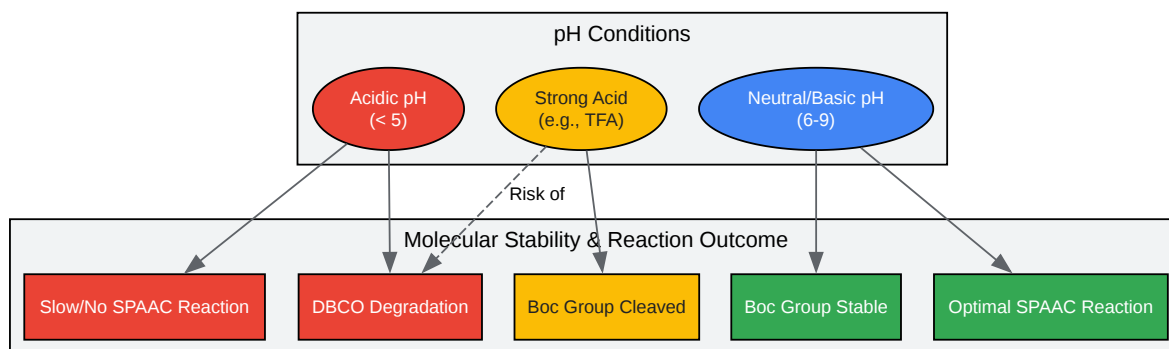 pH Conditions
Acidic pH
(< 5)
Strong Acid
(e.g., TFA)
Neutral/Basic pH
(6-9)
Risk of
Molecular Stability & Reaction Outcome
Slow/No SPAAC Reaction
DBCO Degradation
Boc Group Cleaved
Boc Group Stable
Optimal SPAAC Reaction